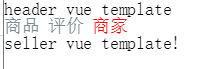 header vue template
商品 评价 商家
seller vue template!